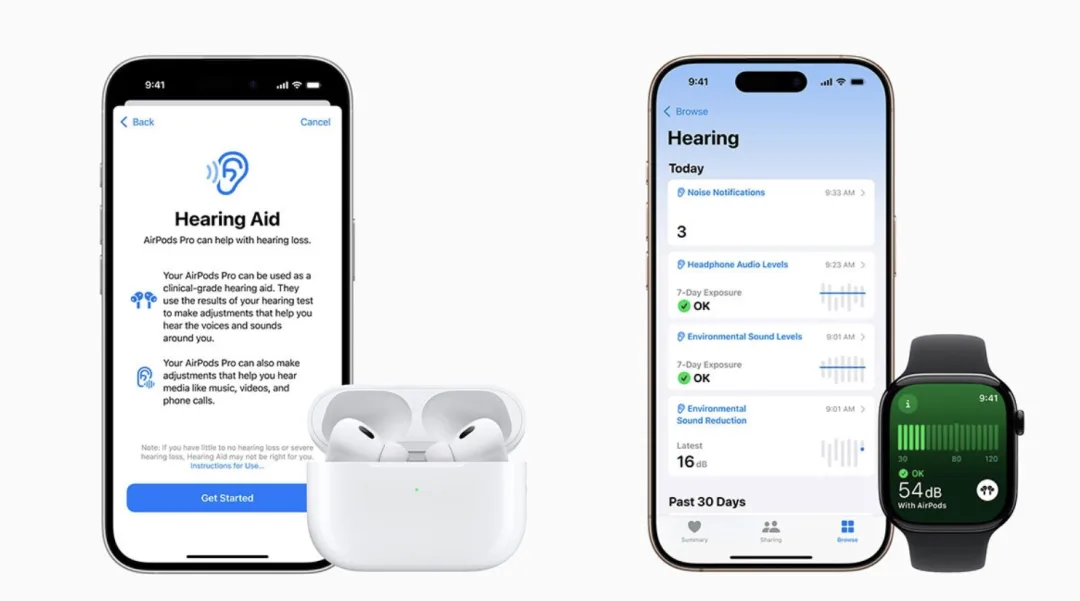 9:41
Back
Cancel
Hearing Aid
AirPods Pro can help with hearing loss.
Your AirPods Pro can be used as a
clinical-grade hearing aid. They
use the results of your hearing test
to make adjustments that help you
hear the voices and sounds
around you.
Your AirPods Pro can also make
adjustments that help you hear
media like music, videos, and
phone calls.
Note: If you have little to no hearing loss or severe
hearing loss, Hearing Aid may not be right for you.
Instructions for Use...
Get Started
9:41
Browse
Hearing
Today
Noise Notifications
9:33 AM
3
Headphone Audio Levels
9:23 AM
7-Day Exposure
OK
Environmental Sound Levels
9:01 AM
7-Day Exposure
OK
Environmental
Sound Reduction
9:01 AM
Latest
16 dB
Past 30 Days
Summary
Sharing
Browse
9:41
30
80
120
OK
54 dB
With AirPods